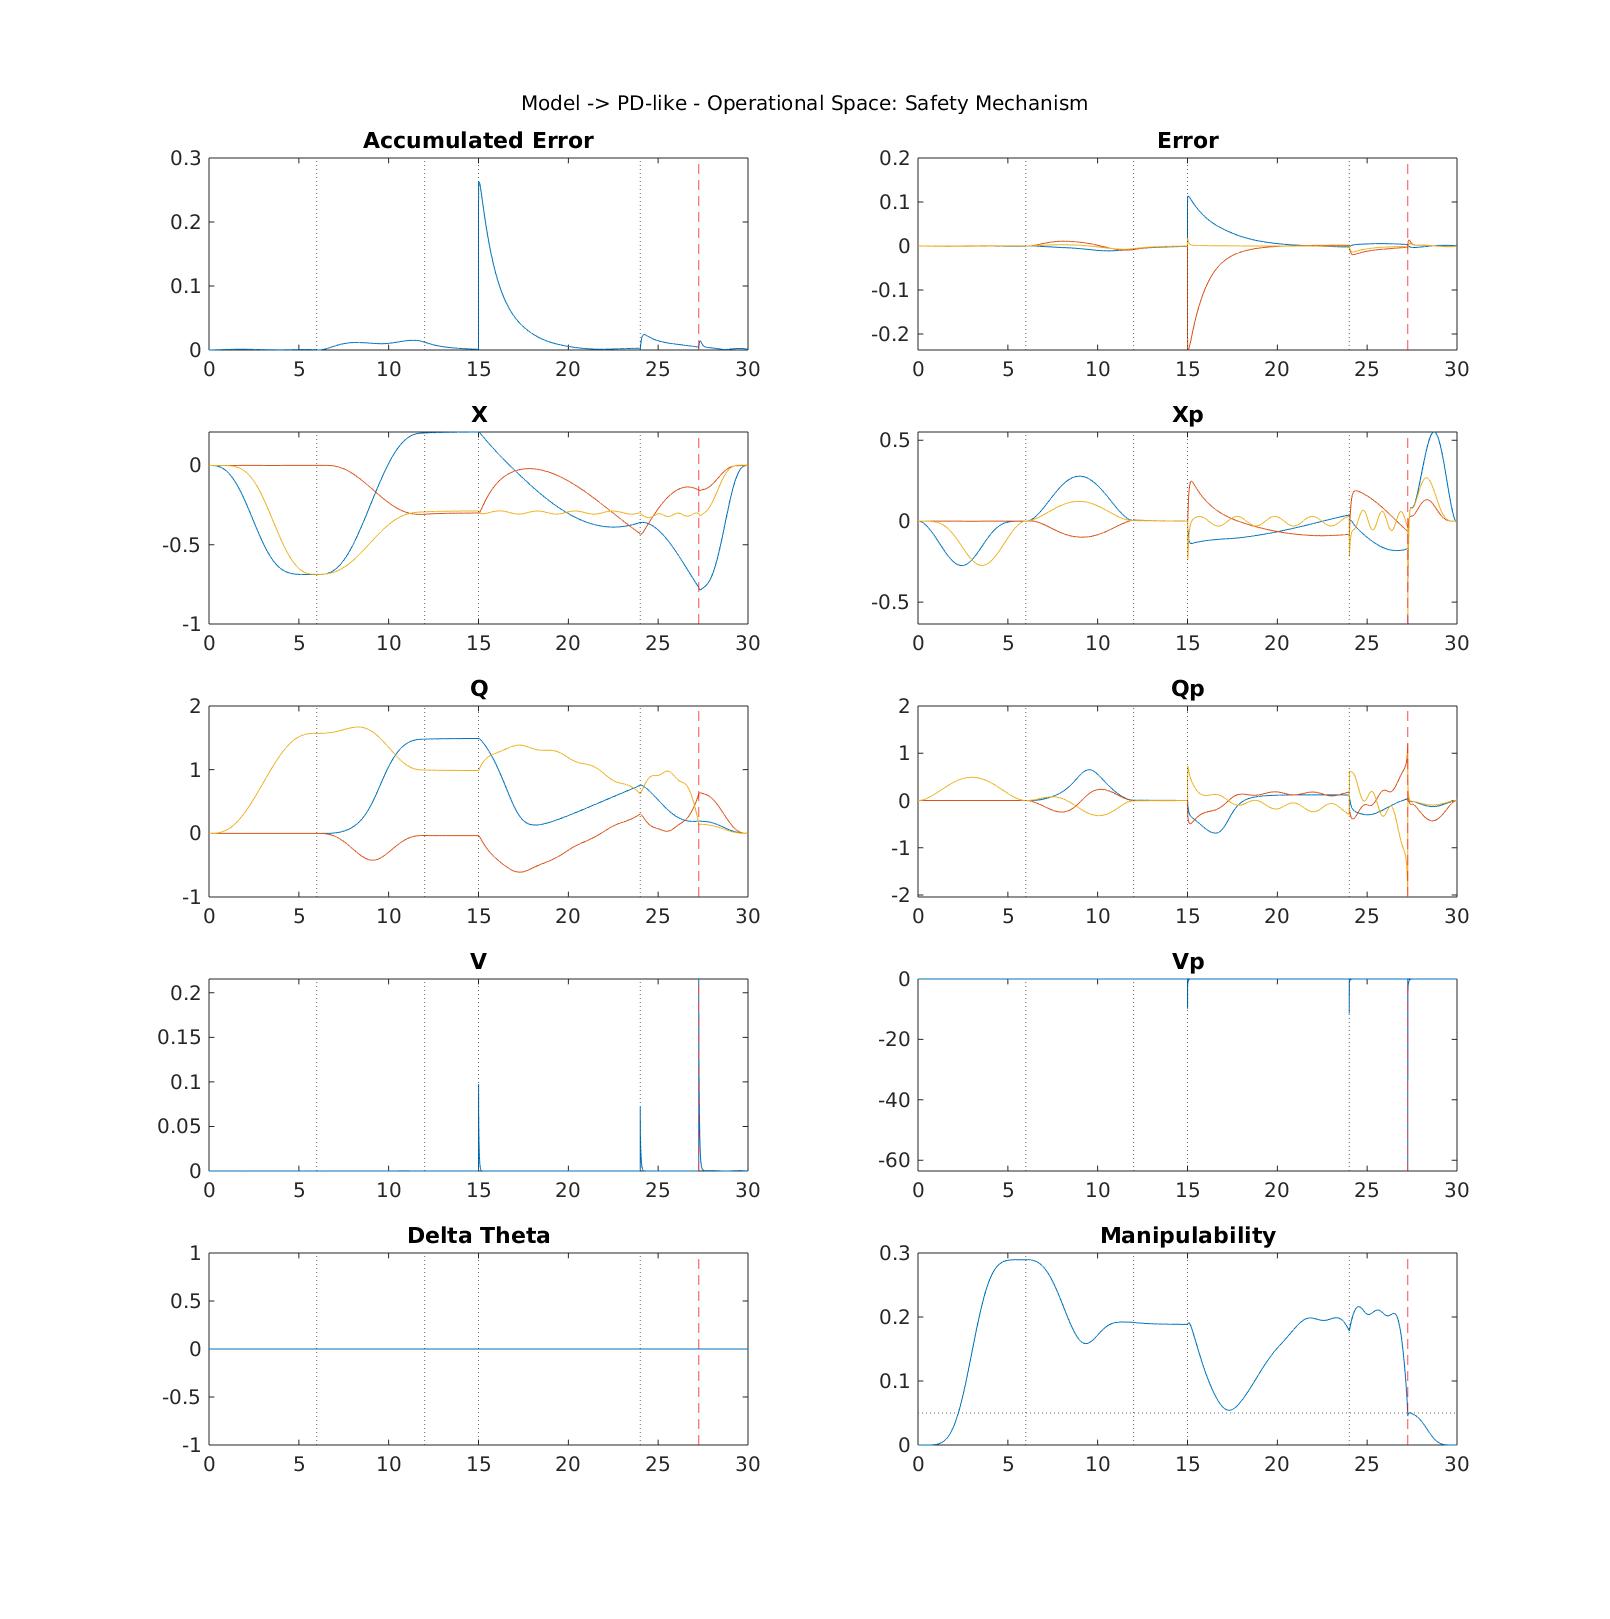 Model -> PD-like - Operational Space: Safety Mechanism
Accumulated Error
0.3
0.2
0.1
0
0 5 10 15 20 25 30
Error
0.2
0.1
0
-0.1
-0.2
0 5 10 15 20 25 30
X
0
-0.5
-1
0 5 10 15 20 25 30
Xp
0.5
0
-0.5
0 5 10 15 20 25 30
Q
2
1
0
-1
0 5 10 15 20 25 30
Qp
2
1
0
-1
-2
0 5 10 15 20 25 30
V
0.2
0.15
0.1
0.05
0
0 5 10 15 20 25 30
Vp
0
-20
-40
-60
0 5 10 15 20 25 30
Delta Theta
1
0.5
0
-0.5
-1
0 5 10 15 20 25 30
Manipulability
0.3
0.2
0.1
0
0 5 10 15 20 25 30